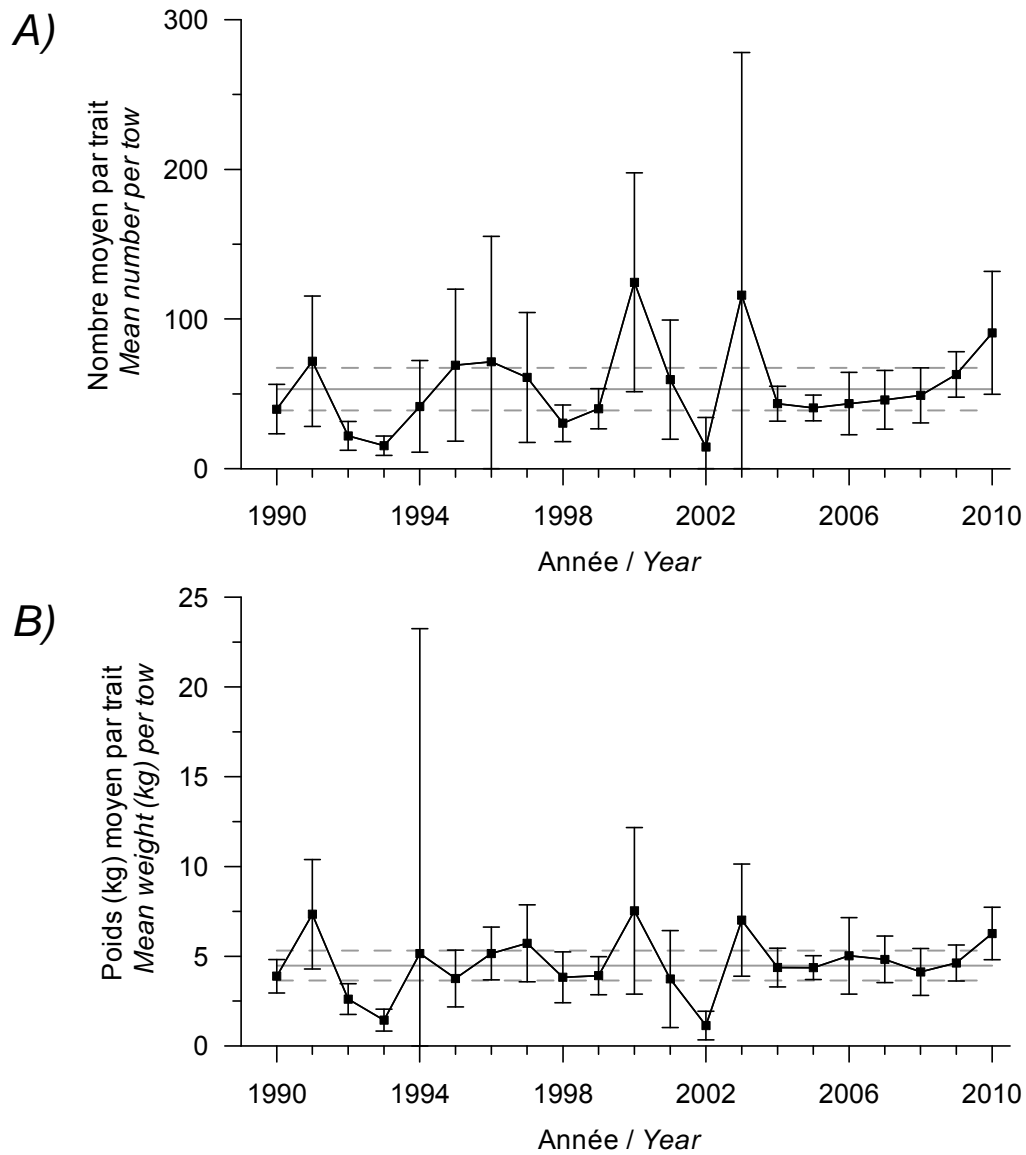 A)
Nombre moyen par trait
Mean number per tow
300
200
100
0
1990 1994 1998 2002 2006 2010
Année / Year
B)
Poids (kg) moyen par trait
Mean weight (kg) per tow
25
20
15
10
5
0
1990 1994 1998 2002 2006 2010
Année / Year